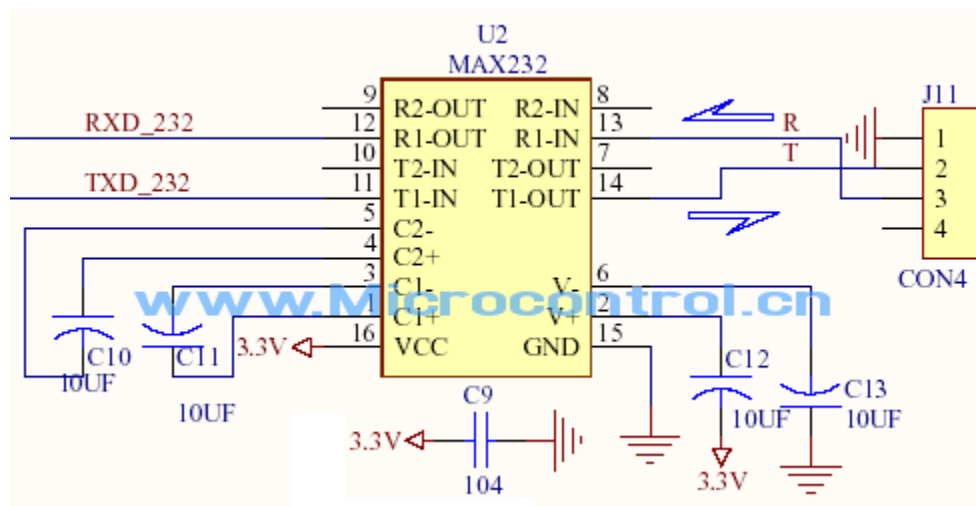 U2
MAX232
J11
9 R2-OUT R2-IN 8
RXD_232 12 R1-OUT R1-IN 13 R 1
10 T2-IN T2-OUT 7 T 2
TXD_232 11 T1-IN T1-OUT 14 3
5 C2- 4
4 C2+
CON4
3 C1- V- 6
www.Microcontrol.cn
1 C1+ V+ 2
3.3V 16 VCC GND 15
C10 C11 C12 C13
10UF 10UF 10UF 10UF
C9
3.3V
104
3.3V